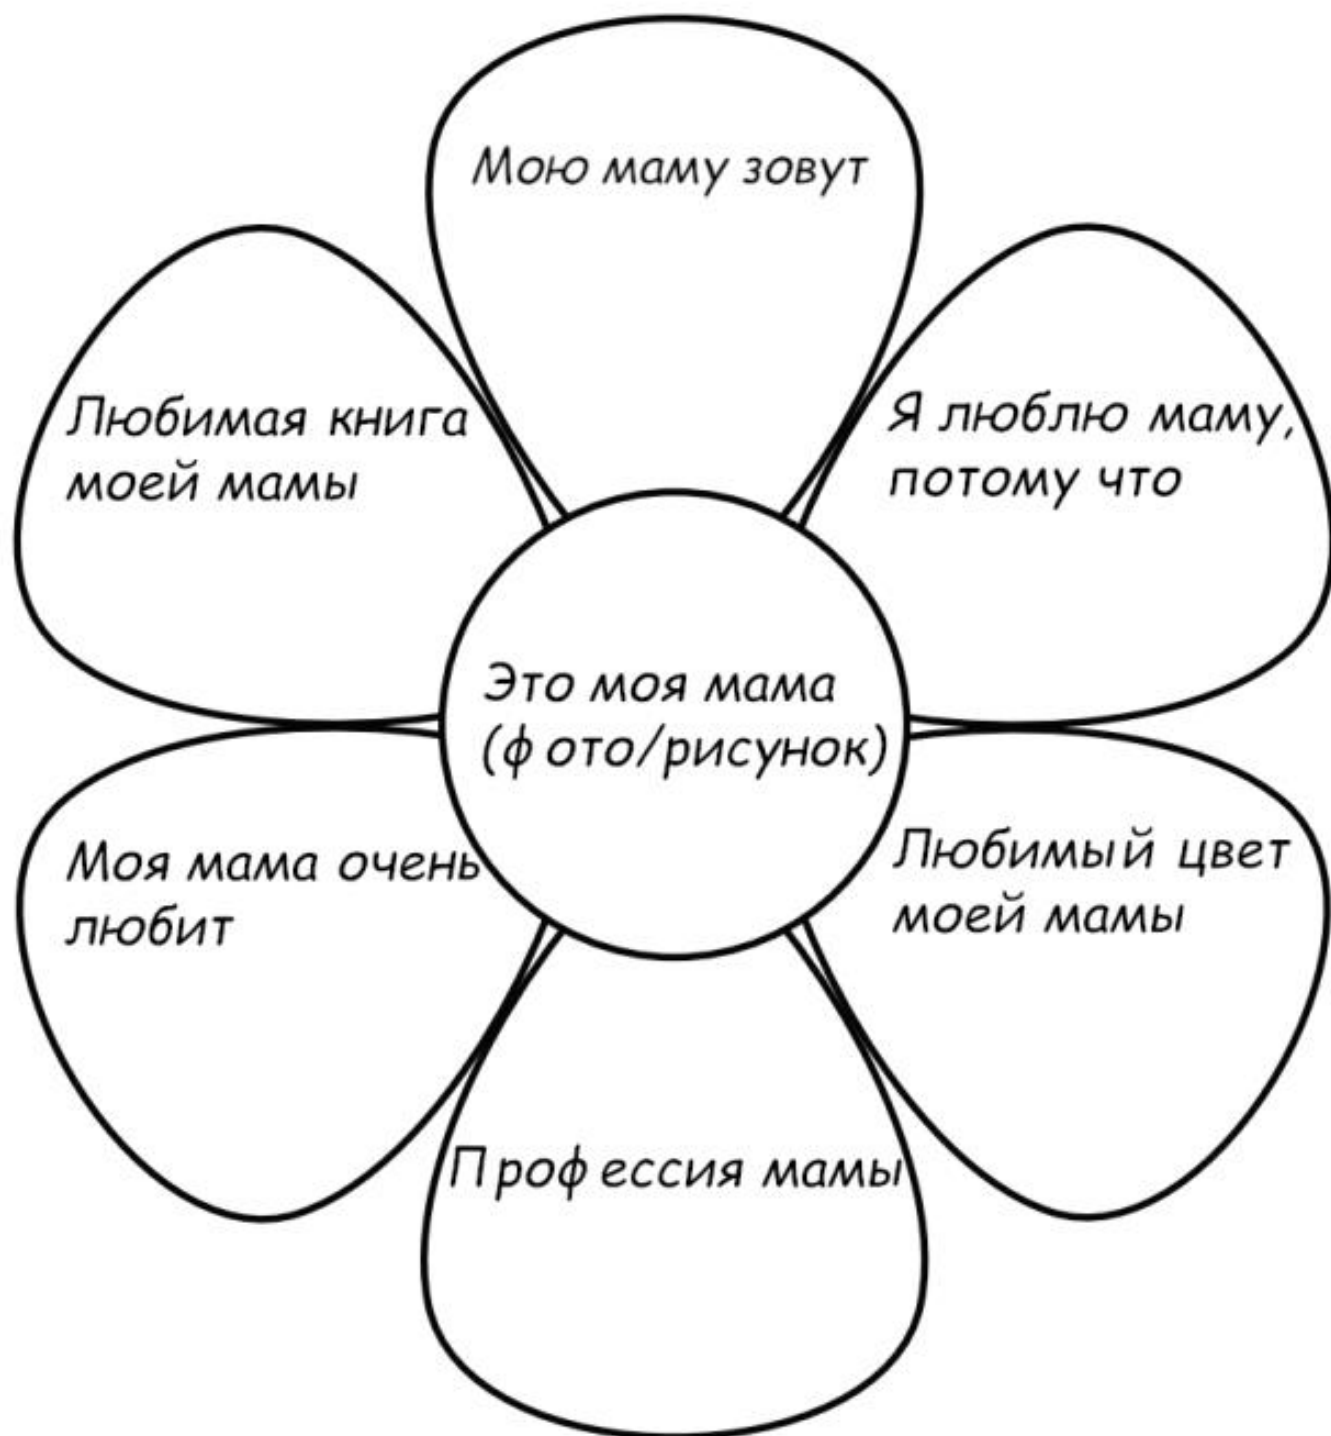 Мою маму зовут
Любимая книга
моей мамы
Я люблю маму,
потому что
Это моя мама
(фото/рисунок)
Моя мама очень
любит
Любимый цвет
моей мамы
Профессия мамы